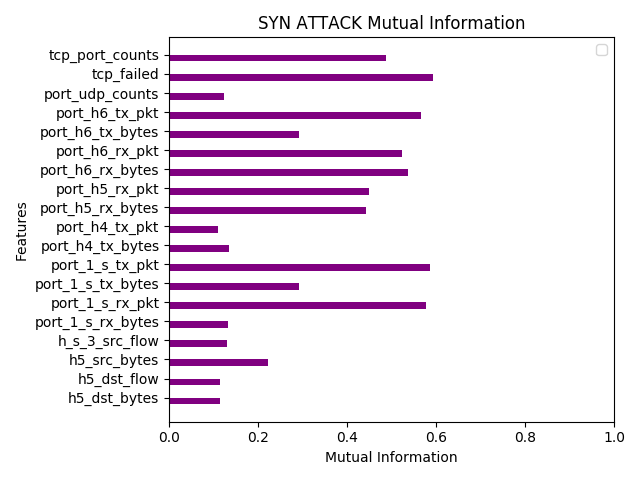 SYN ATTACK Mutual Information
tcp_port_counts
tcp_failed
port_udp_counts
port_h6_tx_pkt
port_h6_tx_bytes
port_h6_rx_pkt
port_h6_rx_bytes
port_h5_rx_pkt
port_h5_rx_bytes
port_h4_tx_pkt
port_h4_tx_bytes
port_1_s_tx_pkt
port_1_s_tx_bytes
port_1_s_rx_pkt
port_1_s_rx_bytes
h_s_3_src_flow
h5_src_bytes
h5_dst_flow
h5_dst_bytes
Features
0.0 0.2 0.4 0.6 0.8 1.0
Mutual Information